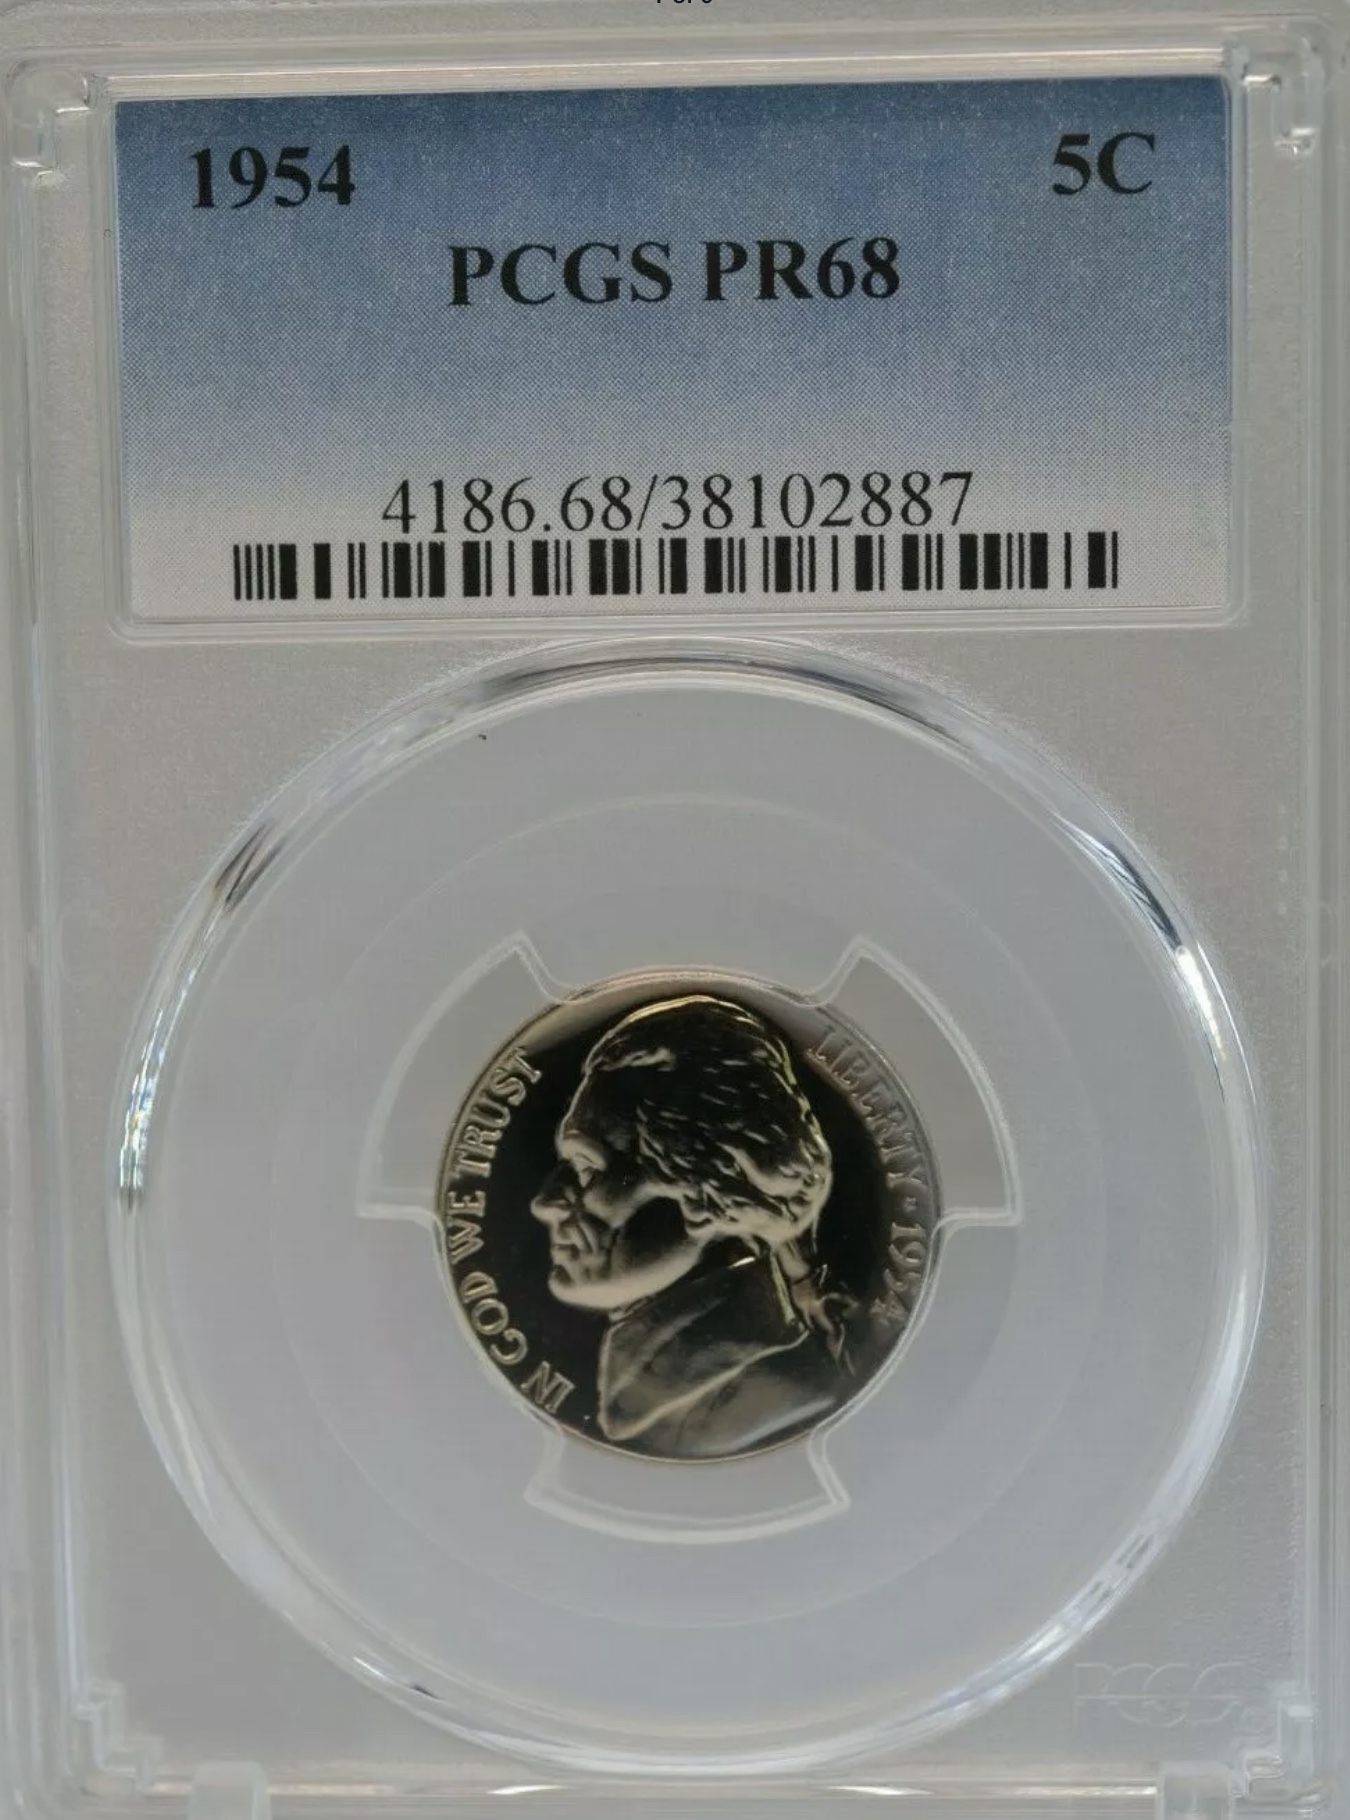 1954 5C
PCGS PR68
4186.68/38102887
IN GOD WE TRUST
LIBERTY · 1954
PCGS